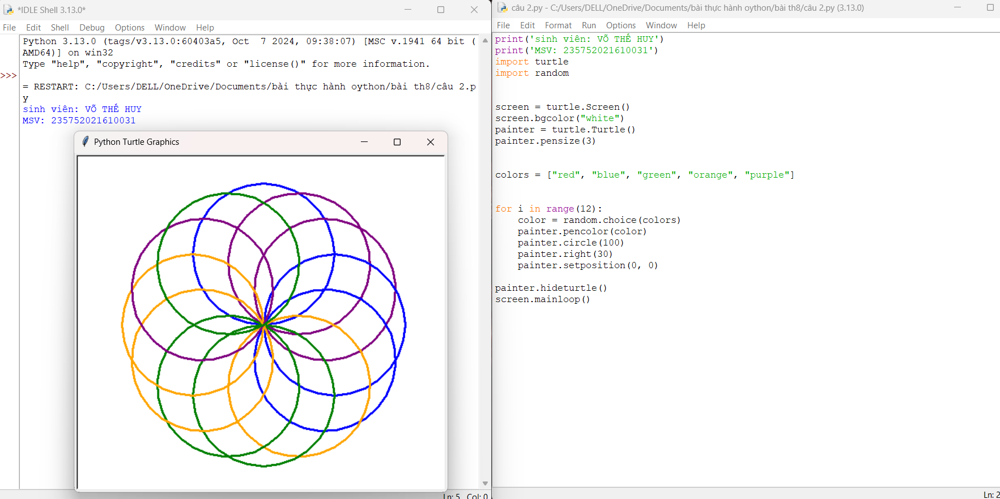 *IDLE Shell 3.13.0*
File Edit Shell Debug Options Window Help
Python 3.13.0 (tags/v3.13.0:60403a5, Oct  7 2024, 09:38:07) [MSC v.1941 64 bit (
AMD64)] on win32
Type "help", "copyright", "credits" or "license()" for more information.
>>>
= RESTART: C:/Users/DELL/OneDrive/Documents/bài thực hành oython/bài th8/câu 2.p
y
sinh viên: VÕ THẾ HUY
MSV: 235752021610031
Python Turtle Graphics
Ln: 5 Col: 0
câu 2.py - C:/Users/DELL/OneDrive/Documents/bài thực hành oython/bài th8/câu 2.py (3.13.0)
File Edit Format Run Options Window Help
print('sinh viên: VÕ THẾ HUY')
print('MSV: 235752021610031')
import turtle
import random
screen = turtle.Screen()
screen.bgcolor("white")
painter = turtle.Turtle()
painter.pensize(3)
colors = ["red", "blue", "green", "orange", "purple"]
for i in range(12):
    color = random.choice(colors)
    painter.pencolor(color)
    painter.circle(100)
    painter.right(30)
    painter.setposition(0, 0)
painter.hideturtle()
screen.mainloop()
Ln: 2